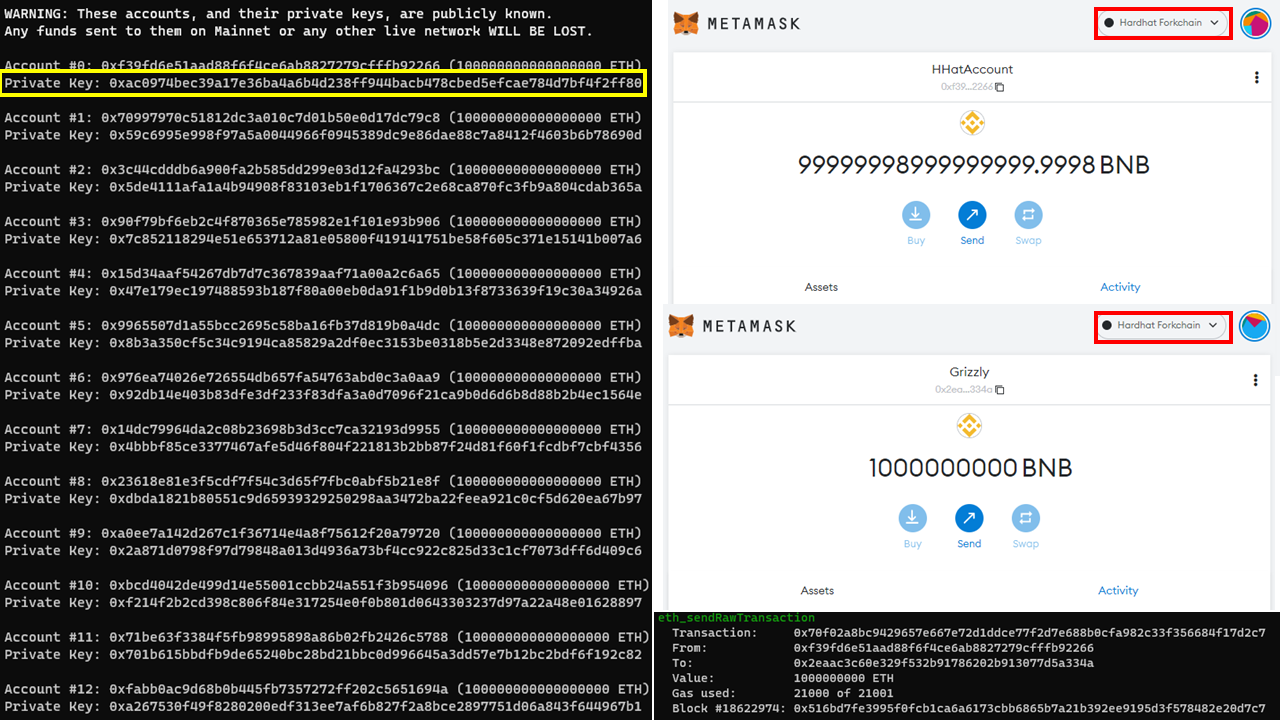 WARNING: These accounts, and their private keys, are publicly known.
Any funds sent to them on Mainnet or any other live network WILL BE LOST.
Account #0: 0xf39fd6e51aad88f6f4ce6ab8827279cfffb92266 (100000000000000000 ETH)
Private Key: 0xac0974bec39a17e36ba4a6b4d238ff944bacb478cbed5efcae784d7bf4f2ff80
Account #1: 0x70997970c51812dc3a010c7d01b50e0d17dc79c8 (100000000000000000 ETH)
Private Key: 0x59c6995e998f97a5a0044966f0945389dc9e86dae88c7a8412f4603b6b78690d
Account #2: 0x3c44cdddb6a900fa2b585dd299e03d12fa4293bc (100000000000000000 ETH)
Private Key: 0x5de4111afa1a4b94908f83103eb1f1706367c2e68ca870fc3fb9a804cdab365a
Account #3: 0x90f79bf6eb2c4f870365e785982e1f101e93b906 (100000000000000000 ETH)
Private Key: 0x7c852118294e51e653712a81e05800f419141751be58f605c371e15141b007a6
Account #4: 0x15d34aaf54267db7d7c367839aaf71a00a2c6a65 (100000000000000000 ETH)
Private Key: 0x47e179ec197488593b187f80a00eb0da91f1b9d0b13f8733639f19c30a34926a
Account #5: 0x9965507d1a55bcc2695c58ba16fb37d819b0a4dc (100000000000000000 ETH)
Private Key: 0x8b3a350cf5c34c9194ca85829a2df0ec3153be0318b5e2d3348e872092edffba
Account #6: 0x976ea74026e726554db657fa54763abd0c3a0aa9 (100000000000000000 ETH)
Private Key: 0x92db14e403b83dfe3df233f83dfa3a0d7096f21ca9b0d6d6b8d88b2b4ec1564e
Account #7: 0x14dc79964da2c08b23698b3d3cc7ca32193d9955 (100000000000000000 ETH)
Private Key: 0x4bbbf85ce3377467afe5d46f804f221813b2bb87f24d81f60f1fcdbf7cbf4356
Account #8: 0x23618e81e3f5cdf7f54c3d65f7fbc0abf5b21e8f (100000000000000000 ETH)
Private Key: 0xdbda1821b80551c9d65939329250298aa3472ba22feea921c0cf5d620ea67b97
Account #9: 0xa0ee7a142d267c1f36714e4a8f75612f20a79720 (100000000000000000 ETH)
Private Key: 0x2a871d0798f97d79848a013d4936a73bf4cc922c825d33c1cf7073dff6d409c6
Account #10: 0xbcd4042de499d14e55001ccbb24a551f3b954096 (100000000000000000 ETH)
Private Key: 0xf214f2b2cd398c806f84e317254e0f0b801d0643303237d97a22a48e01628897
Account #11: 0x71be63f3384f5fb98995898a86b02fb2426c5788 (100000000000000000 ETH)
Private Key: 0x701b615bbdfb9de65240bc28bd21bbc0d996645a3dd57e7b12bc2bdf6f192c82
Account #12: 0xfabb0ac9d68b0b445fb7357272ff202c5651694a (100000000000000000 ETH)
Private Key: 0xa267530f49f8280200edf313ee7af6b827f2a8bce2897751d06a843f644967b1
METAMASK
Hardhat Forkchain
HHatAccount
0xf39...2266
99999998999999999.9998 BNB
Buy
Send
Swap
Assets
Activity
METAMASK
Hardhat Forkchain
Grizzly
0x2ea...334a
1000000000 BNB
Buy
Send
Swap
Assets
Activity
eth_sendRawTransaction
Transaction: 0x70f02a8bc9429657e667e72d1ddce77f2d7e688b0cfa982c33f356684f17d2c7
From: 0xf39fd6e51aad88f6f4ce6ab8827279cfffb92266
To: 0x2eaac3c60e329f532b91786202b913077d5a334a
Value: 1000000000 ETH
Gas used: 21000 of 21001
Block #18622974: 0x516bd7fe3995f0fcb1ca6a6173cbb6865b7a21b392ee9195d3f578482e20d7c7